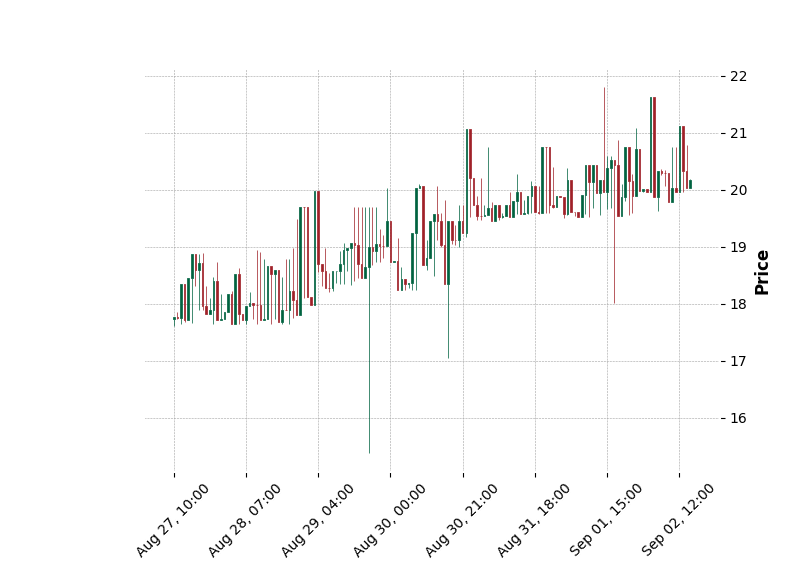 22
21
20
19
18
17
16
Price
Aug 27, 10:00
Aug 28, 07:00
Aug 29, 04:00
Aug 30, 00:00
Aug 30, 21:00
Aug 31, 18:00
Sep 01, 15:00
Sep 02, 12:00